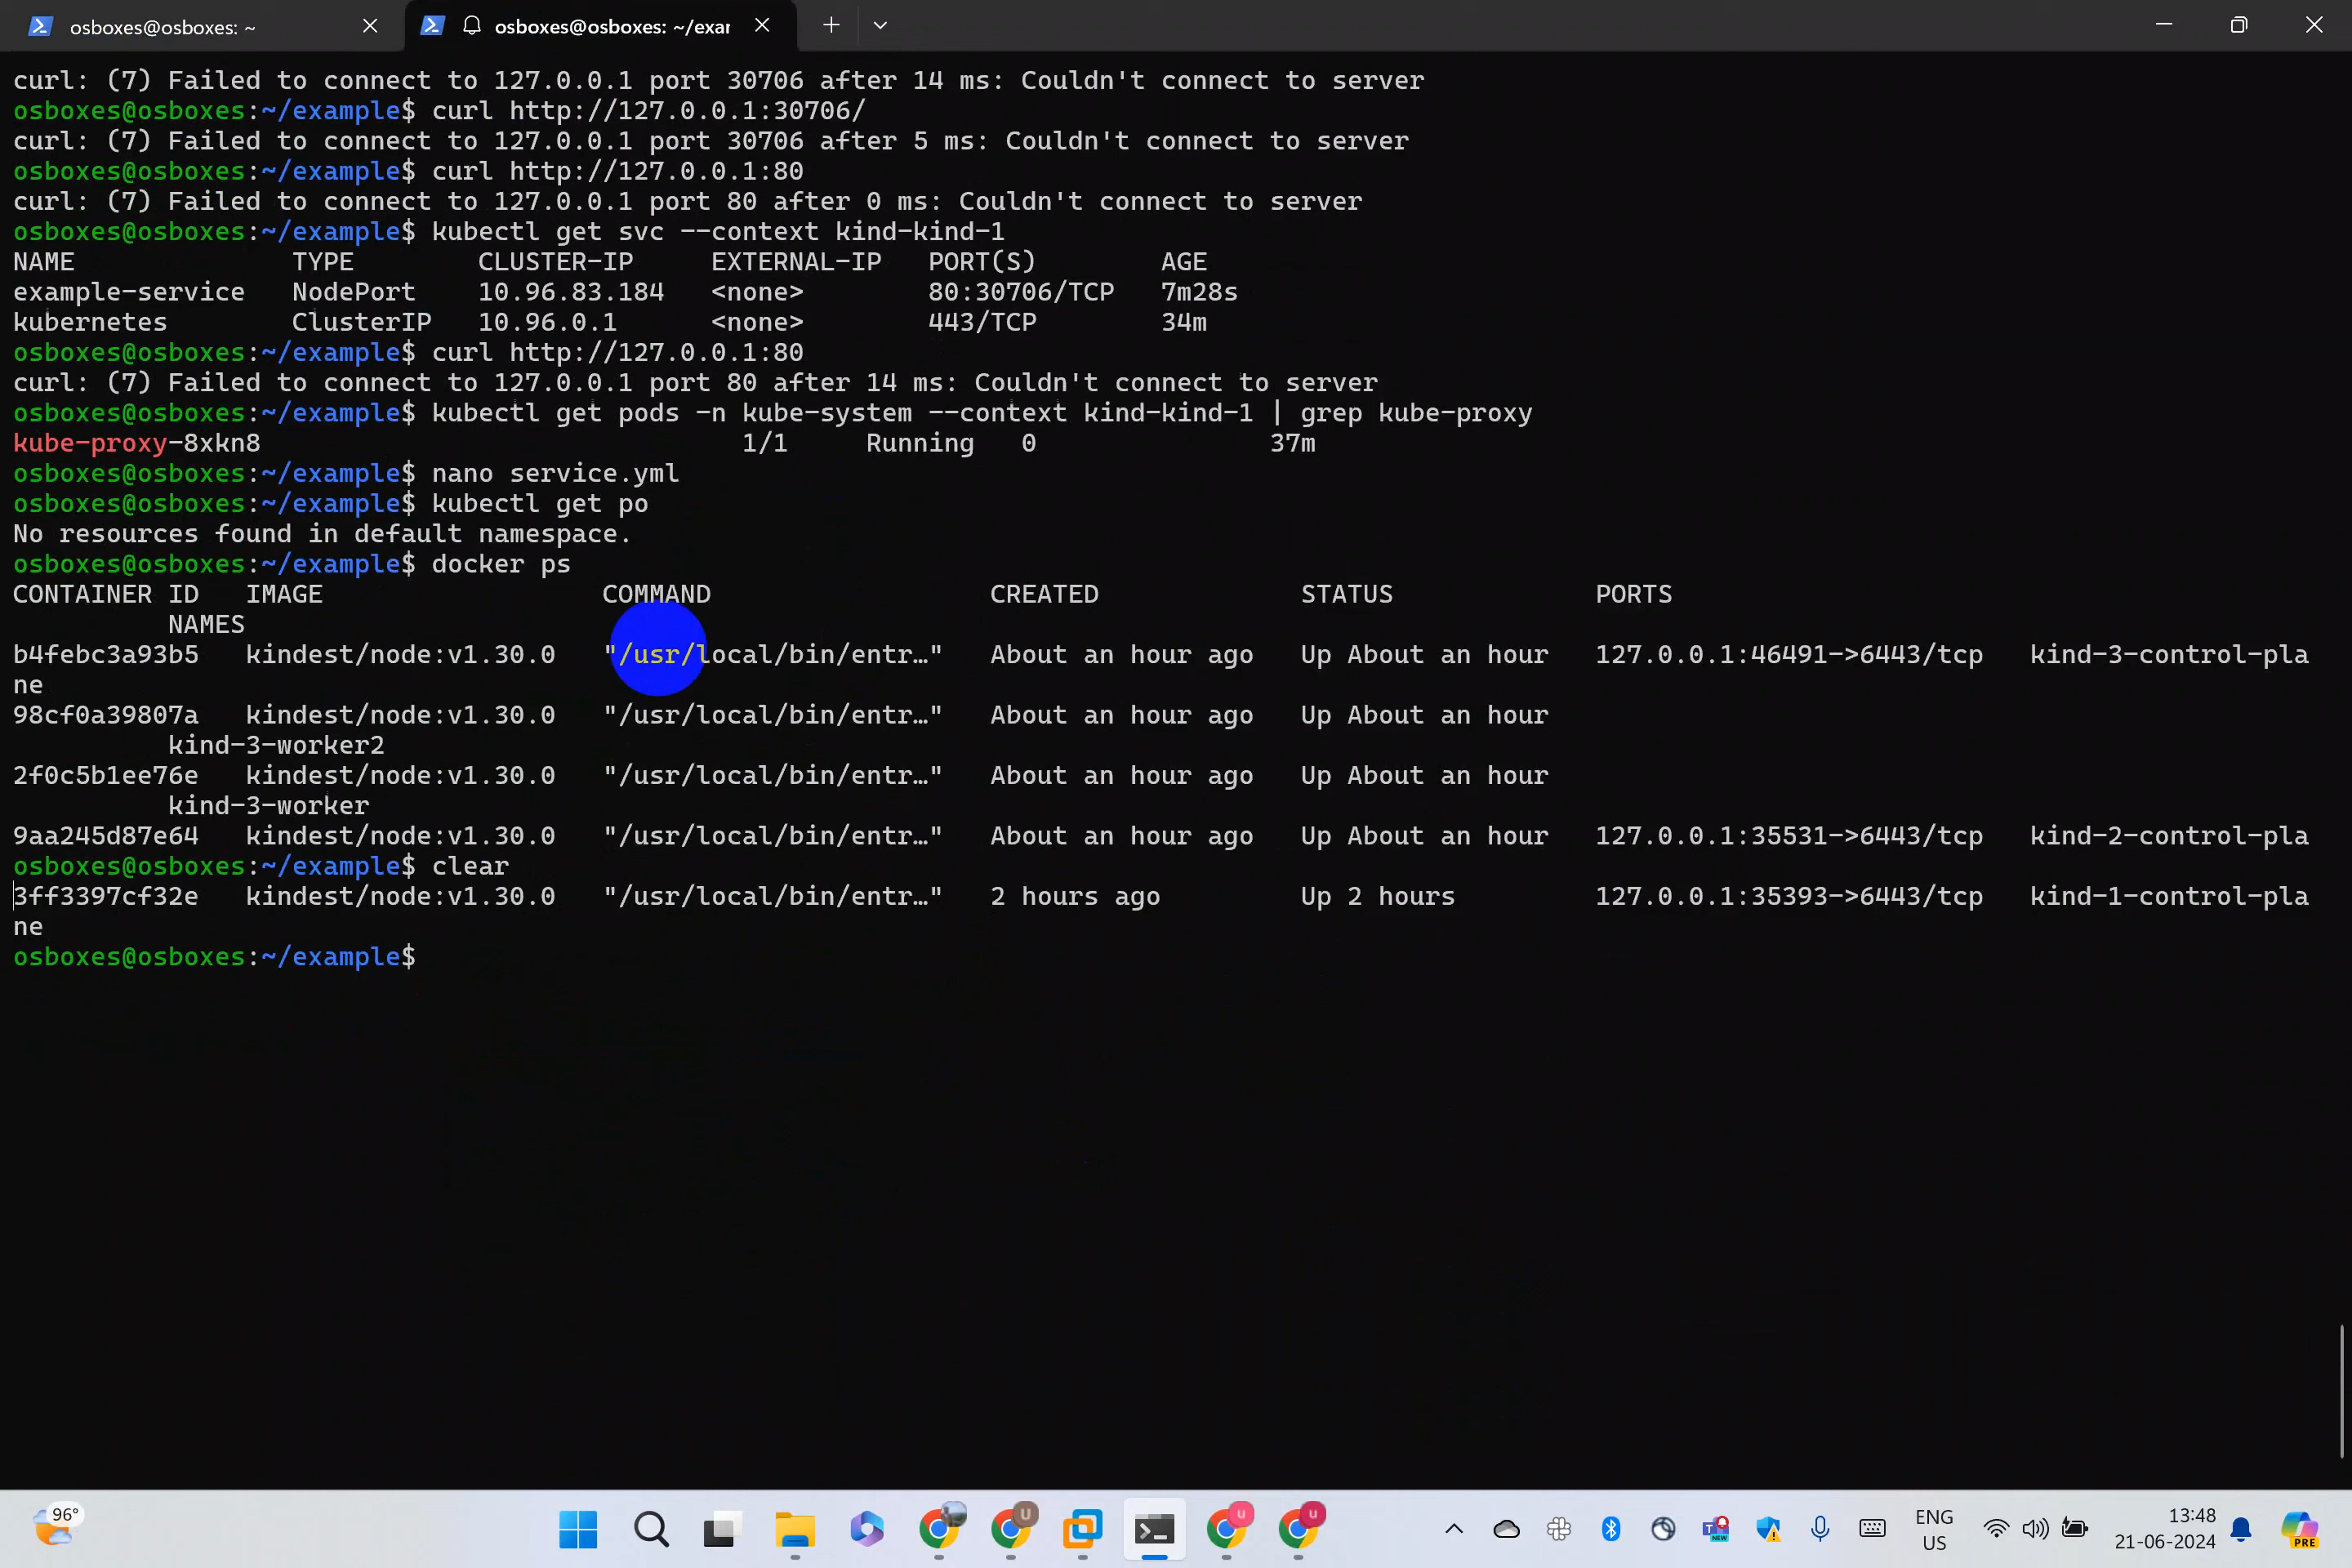 osboxes@osboxes: ~
osboxes@osboxes: ~/exar
curl: (7) Failed to connect to 127.0.0.1 port 30706 after 14 ms: Couldn't connect to server
osboxes@osboxes:~/example$ curl http://127.0.0.1:30706/
curl: (7) Failed to connect to 127.0.0.1 port 30706 after 5 ms: Couldn't connect to server
osboxes@osboxes:~/example$ curl http://127.0.0.1:80
curl: (7) Failed to connect to 127.0.0.1 port 80 after 0 ms: Couldn't connect to server
osboxes@osboxes:~/example$ kubectl get svc --context kind-kind-1
NAME TYPE CLUSTER-IP EXTERNAL-IP PORT(S) AGE
example-service NodePort 10.96.83.184 <none> 80:30706/TCP 7m28s
kubernetes ClusterIP 10.96.0.1 <none> 443/TCP 34m
osboxes@osboxes:~/example$ curl http://127.0.0.1:80
curl: (7) Failed to connect to 127.0.0.1 port 80 after 14 ms: Couldn't connect to server
osboxes@osboxes:~/example$ kubectl get pods -n kube-system --context kind-kind-1 | grep kube-proxy
kube-proxy-8xkn8 1/1 Running 0 37m
osboxes@osboxes:~/example$ nano service.yml
osboxes@osboxes:~/example$ kubectl get po
No resources found in default namespace.
osboxes@osboxes:~/example$ docker ps
CONTAINER ID IMAGE COMMAND CREATED STATUS PORTS
NAMES
b4febc3a93b5 kindest/node:v1.30.0 "/usr/local/bin/entr…" About an hour ago Up About an hour 127.0.0.1:46491->6443/tcp kind-3-control-pla
ne
98cf0a39807a kindest/node:v1.30.0 "/usr/local/bin/entr…" About an hour ago Up About an hour
kind-3-worker2
2f0c5b1ee76e kindest/node:v1.30.0 "/usr/local/bin/entr…" About an hour ago Up About an hour
kind-3-worker
9aa245d87e64 kindest/node:v1.30.0 "/usr/local/bin/entr…" About an hour ago Up About an hour 127.0.0.1:35531->6443/tcp kind-2-control-pla
osboxes@osboxes:~/example$ clear
3ff3397cf32e kindest/node:v1.30.0 "/usr/local/bin/entr…" 2 hours ago Up 2 hours 127.0.0.1:35393->6443/tcp kind-1-control-pla
ne
osboxes@osboxes:~/example$
96°
U
u
u
NEW
ENG
US
13:48
21-06-2024
PRE